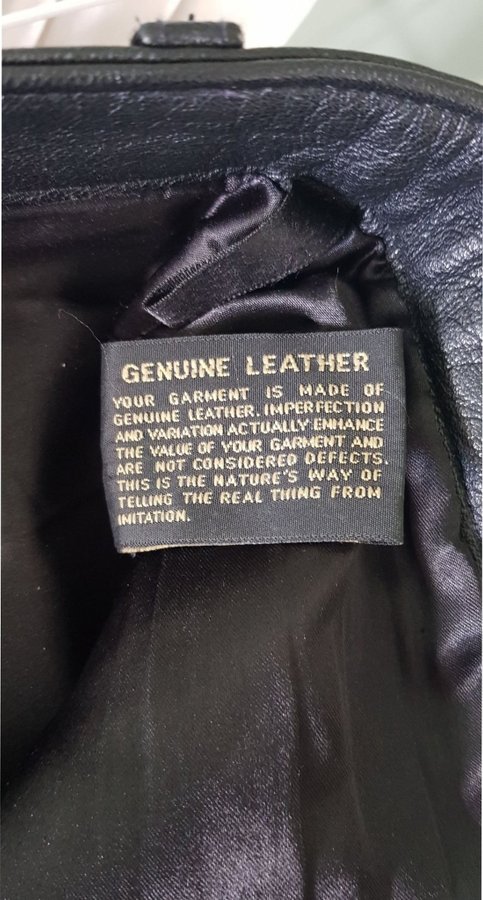 GENUINE LEATHER
YOUR GARMENT IS MADE OF
GENUINE LEATHER. IMPERFECTION
AND VARIATION ACTUALLY ENHANCE
THE VALUE OF YOUR GARMENT AND
ARE NOT CONSIDERED DEFECTS.
THIS IS THE NATURE'S WAY OF
TELLING THE REAL THING FROM
IMITATION.